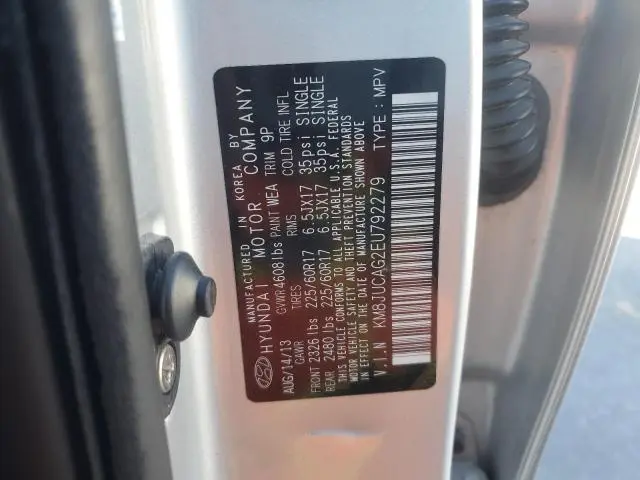 MANUFACTURED IN KOREA BY
HYUNDAI MOTOR COMPANY
AUG/14/13 GVWR 4608lbs PAINT WEA TRIM 9P
GAWR TIRES RIMS COLD TIRE INFL
FRONT 2326 lbs 225/60R17 6.5JX17 35psi SINGLE
REAR 2480 lbs 225/60R17 6.5JX17 35psi SINGLE
THIS VEHICLE CONFORMS TO ALL APPLICABLE U.S.A. FEDERAL
MOTOR VEHICLE SAFETY AND THEFT PREVENTION STANDARDS
IN EFFECT ON THE DATE OF MANUFACTURE SHOWN ABOVE
V.I.N KM8JUCAG2EU792279 TYPE : MPV